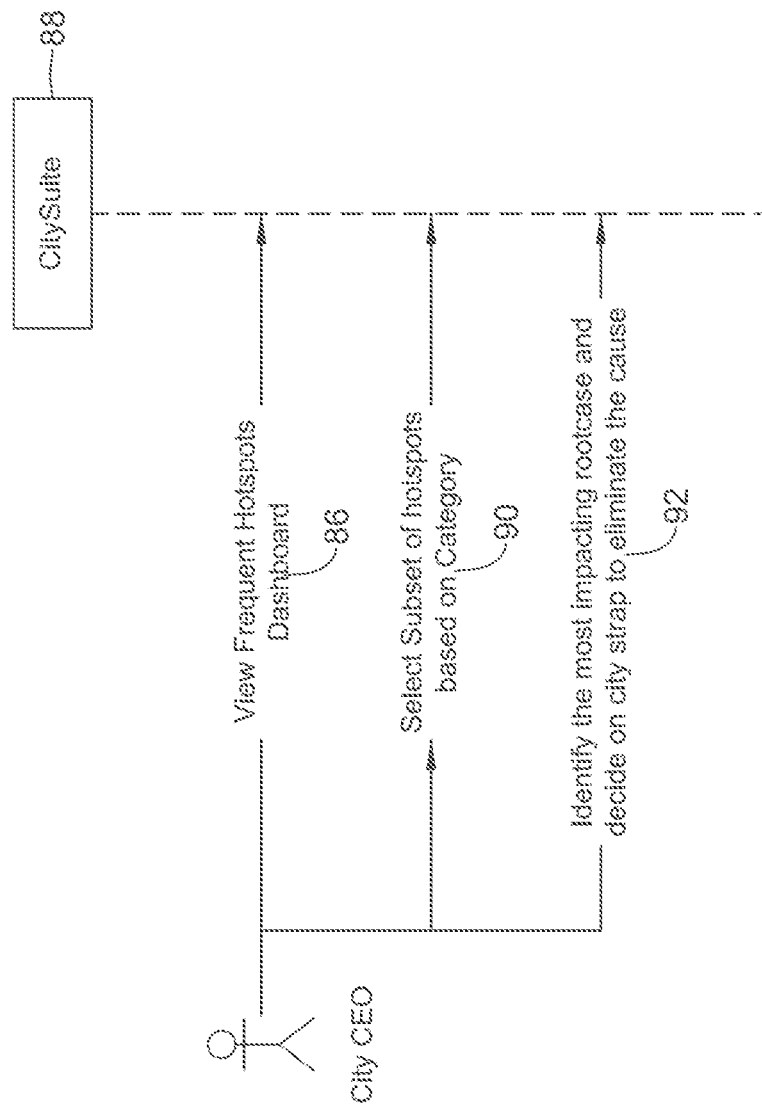 CitySuite
88
View Frequent Hotspots
Dashboard
86
Select Subset of hotspots
based on Category
90
Identify the most impacting rootcase and
decide on city strap to eliminate the cause
92
City CEO